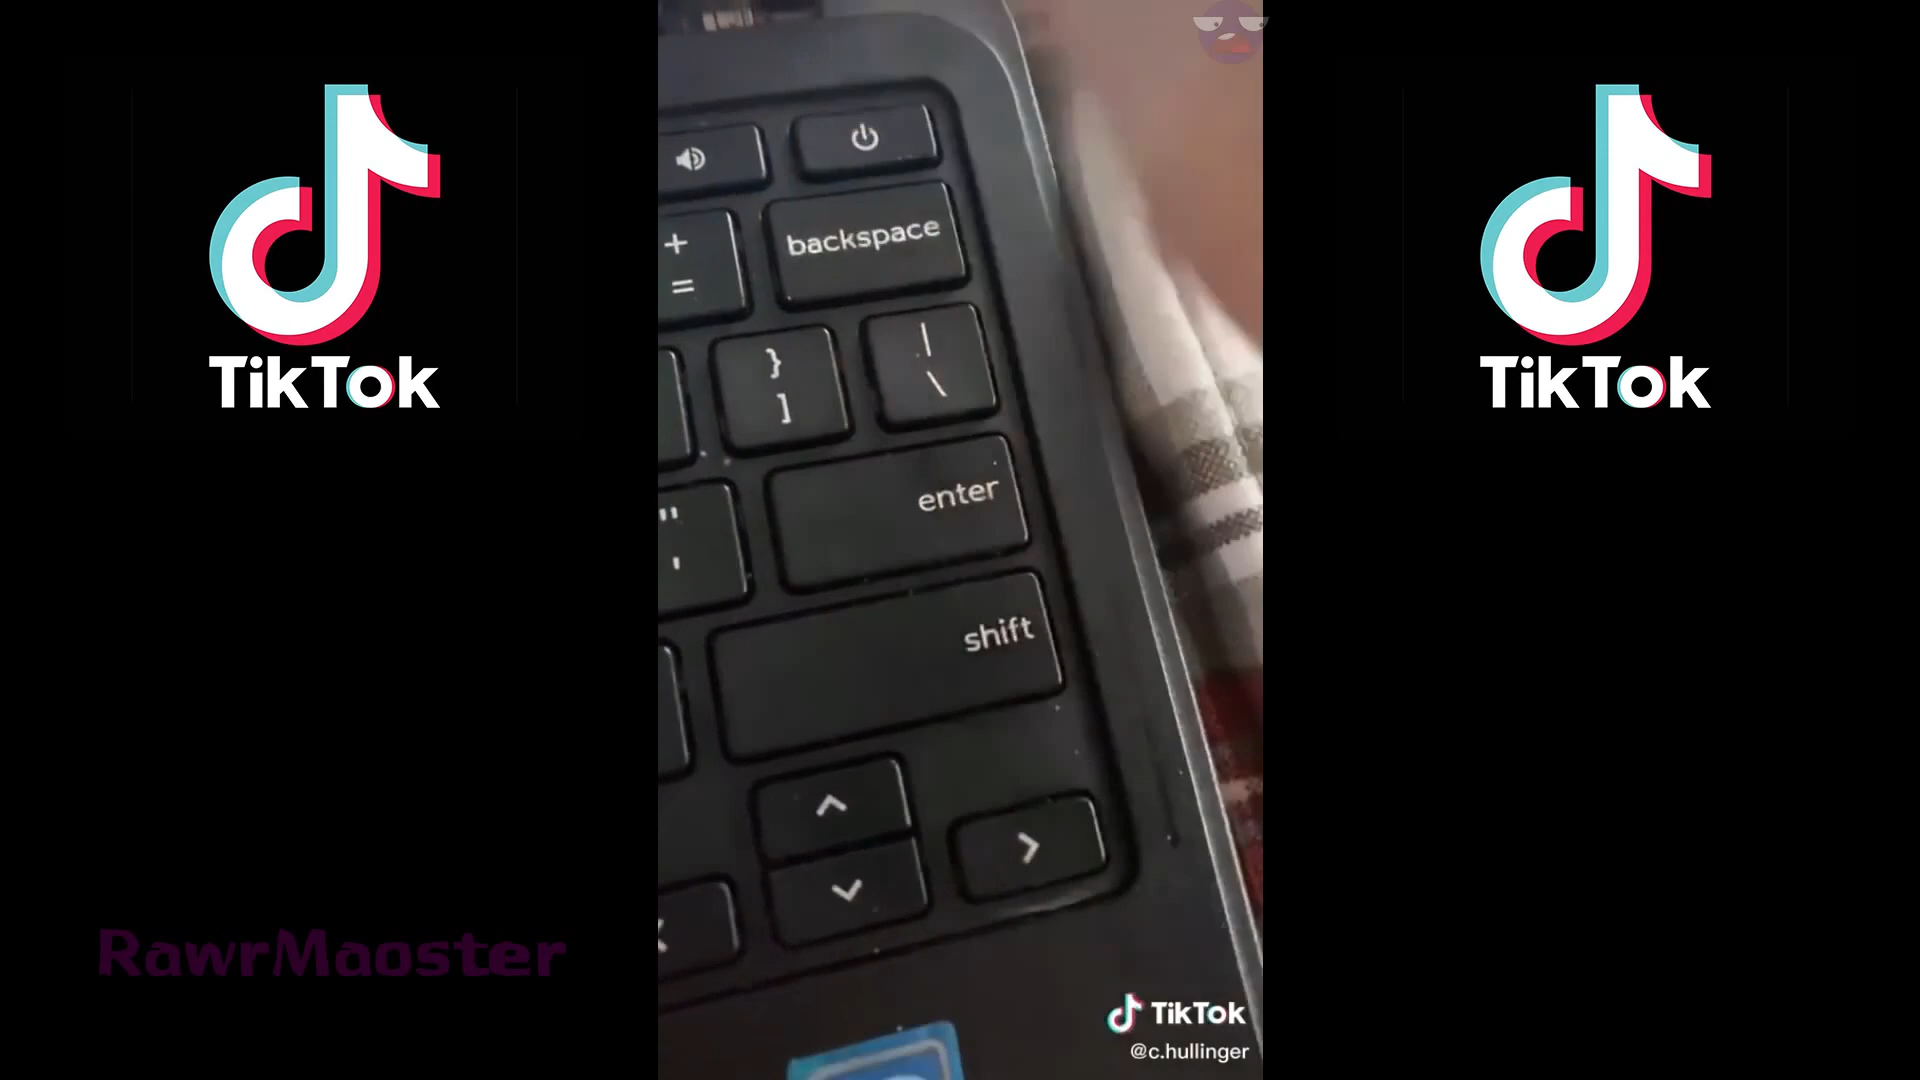 TikTok
TikTok
backspace
+
=
}
]
|
\
enter
"
'
shift
RawrMaoster
TikTok
@c.hullinger